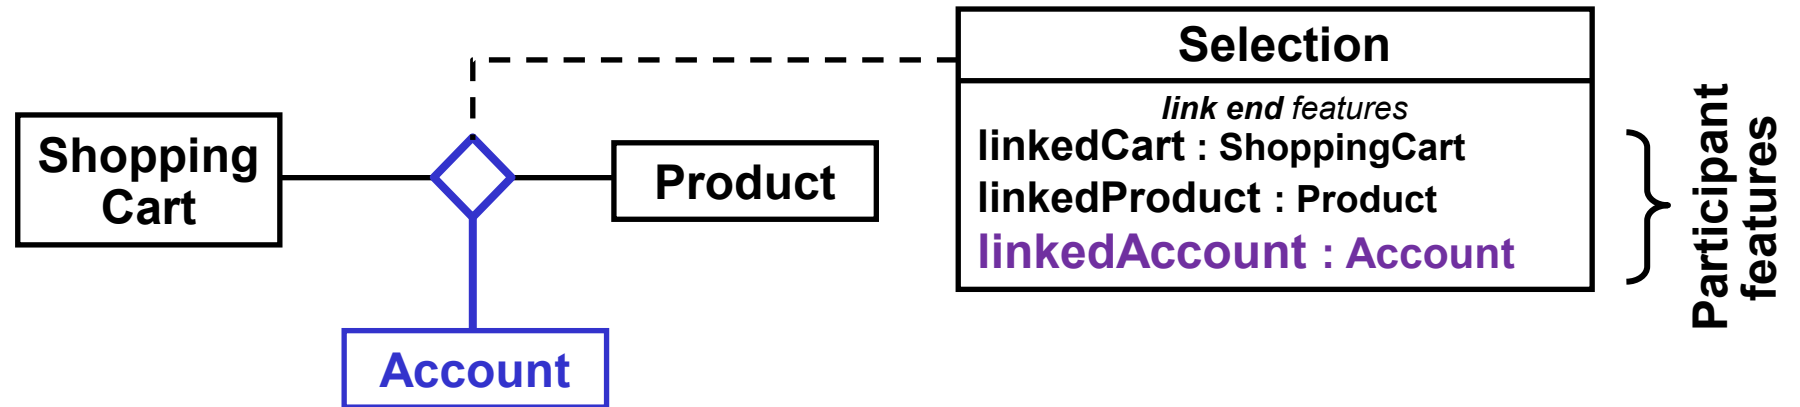 Shopping
Cart
Product
Account
Selection
link end features
linkedCart : ShoppingCart
linkedProduct : Product
linkedAccount : Account
Participant
features